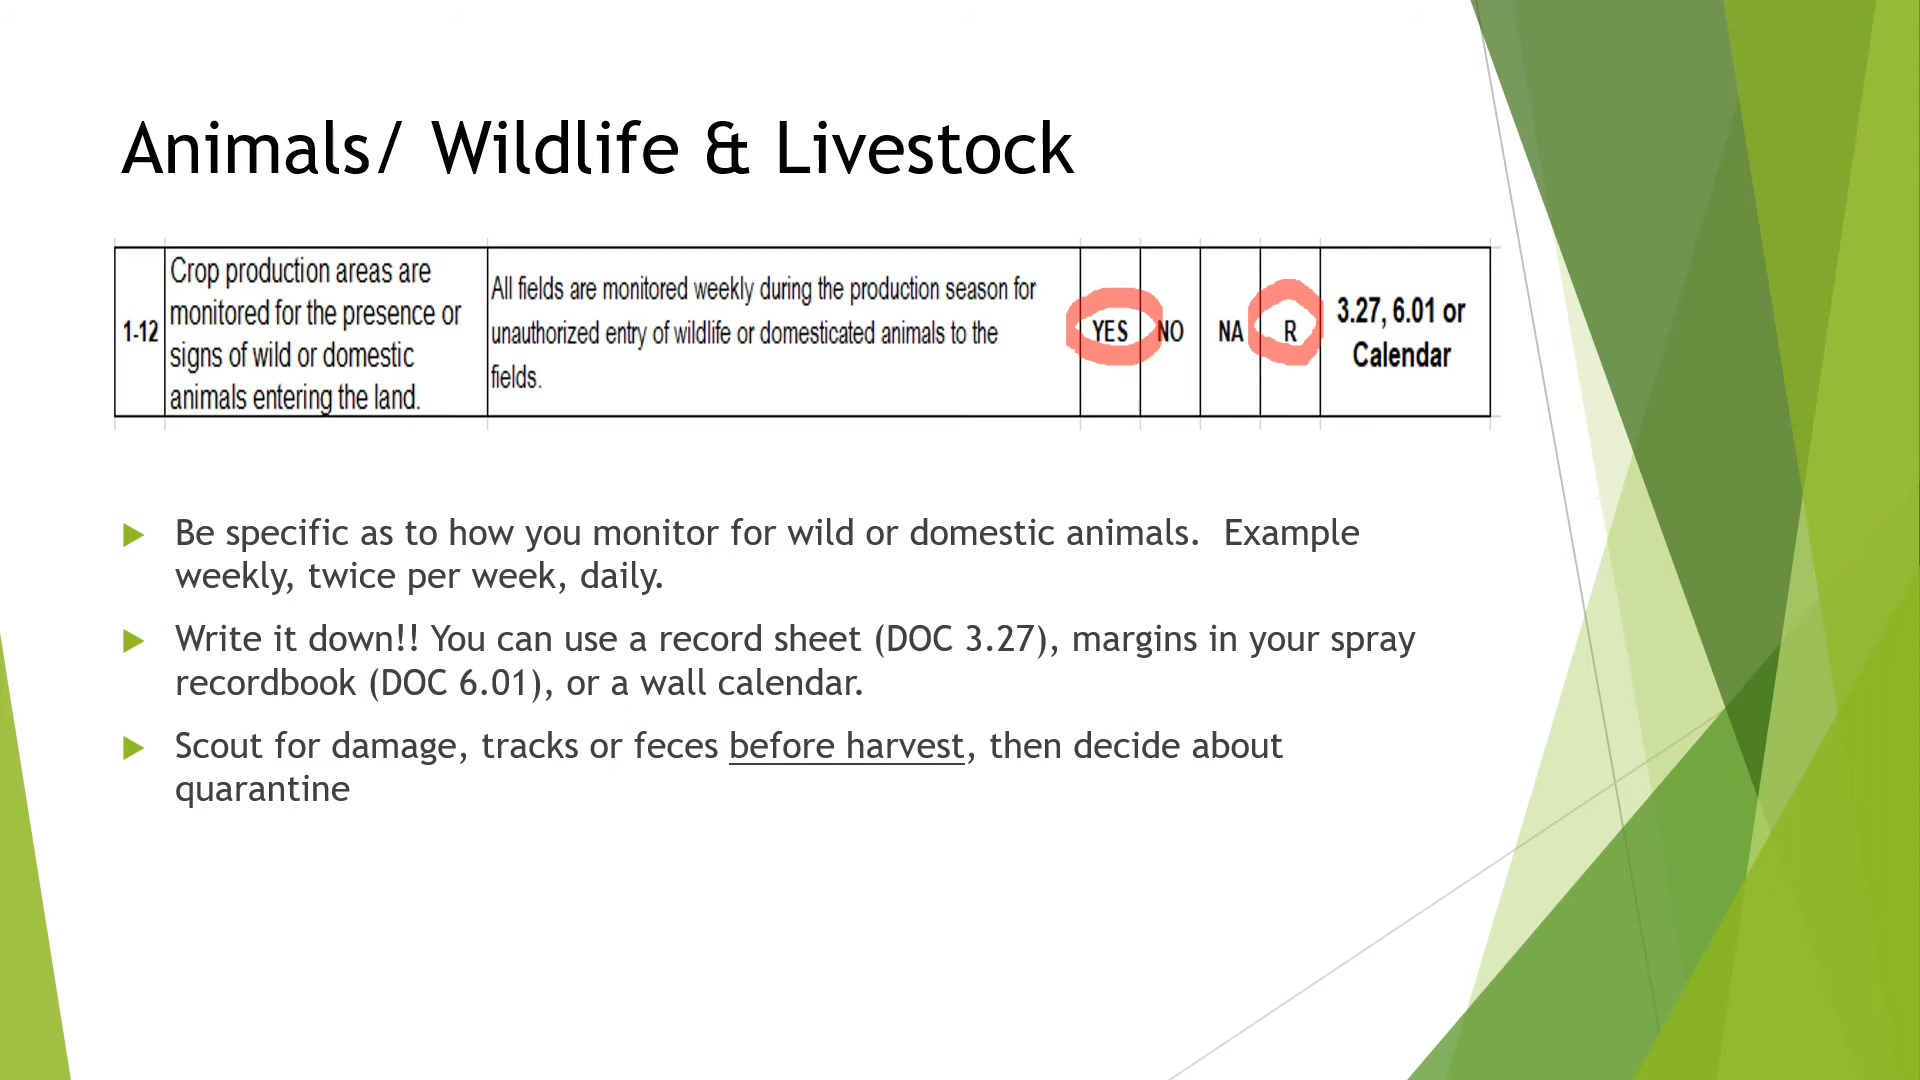 Animals/ Wildlife & Livestock
1-12
Crop production areas are
monitored for the presence or
signs of wild or domestic
animals entering the land.
All fields are monitored weekly during the production season for
unauthorized entry of wildlife or domesticated animals to the
fields.
YES
NO
NA
R
3.27, 6.01 or
Calendar
Be specific as to how you monitor for wild or domestic animals.  Example
weekly, twice per week, daily.
Write it down!! You can use a record sheet (DOC 3.27), margins in your spray
recordbook (DOC 6.01), or a wall calendar.
Scout for damage, tracks or feces before harvest, then decide about
quarantine